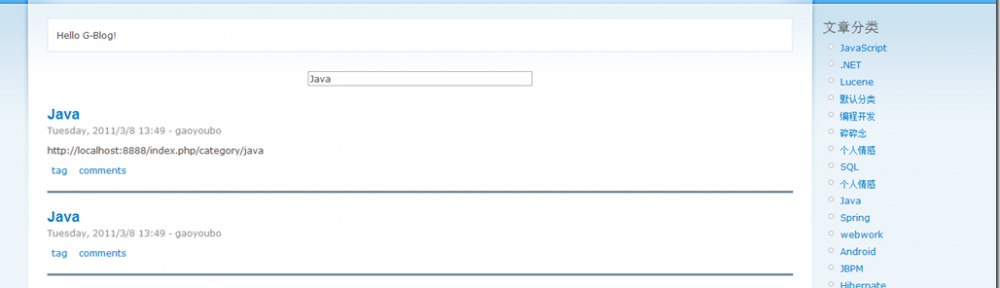 Hello G-Blog!
Java
Java
Tuesday, 2011/3/8 13:49 - gaoyoubo
http://localhost:8888/index.php/category/java
tag comments
Java
Tuesday, 2011/3/8 13:49 - gaoyoubo
tag comments
文章分类
JavaScript
.NET
Lucene
默认分类
编程开发
碎碎念
个人情感
SQL
个人情感
Java
Spring
webwork
Android
JBPM
Hibernate